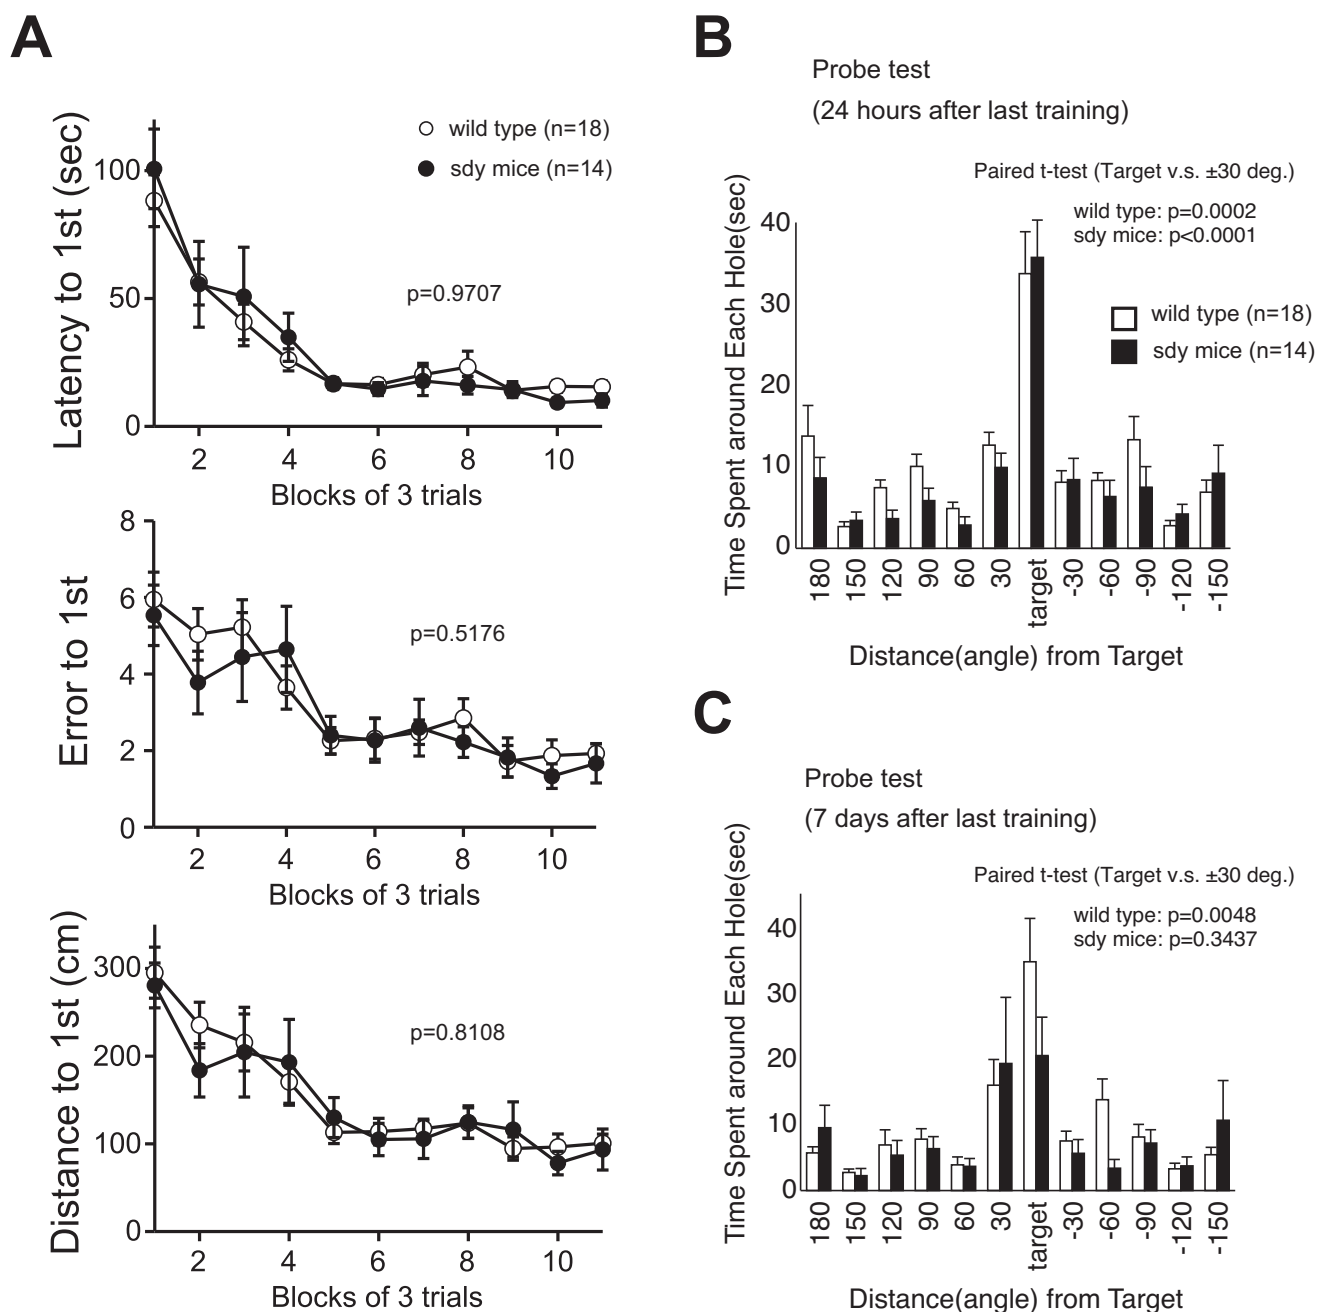 A
Latency to 1st (sec)
wild type (n=18)
sdy mice (n=14)
100
50
0
p=0.9707
2 4 6 8 10
Blocks of 3 trials
Error to 1st
8
6
4
2
0
p=0.5176
2 4 6 8 10
Blocks of 3 trials
Distance to 1st (cm)
300
200
100
0
p=0.8108
2 4 6 8 10
Blocks of 3 trials
B
Probe test
(24 hours after last training)
Paired t-test (Target v.s. ±30 deg.)
wild type: p=0.0002
sdy mice: p<0.0001
wild type (n=18)
sdy mice (n=14)
Time Spent around Each Hole(sec)
40
30
20
10
0
180 150 120 90 60 30 target -30 -60 -90 -120 -150
Distance(angle) from Target
C
Probe test
(7 days after last training)
Paired t-test (Target v.s. ±30 deg.)
wild type: p=0.0048
sdy mice: p=0.3437
Time Spent around Each Hole(sec)
40
30
20
10
0
180 150 120 90 60 30 target -30 -60 -90 -120 -150
Distance(angle) from Target